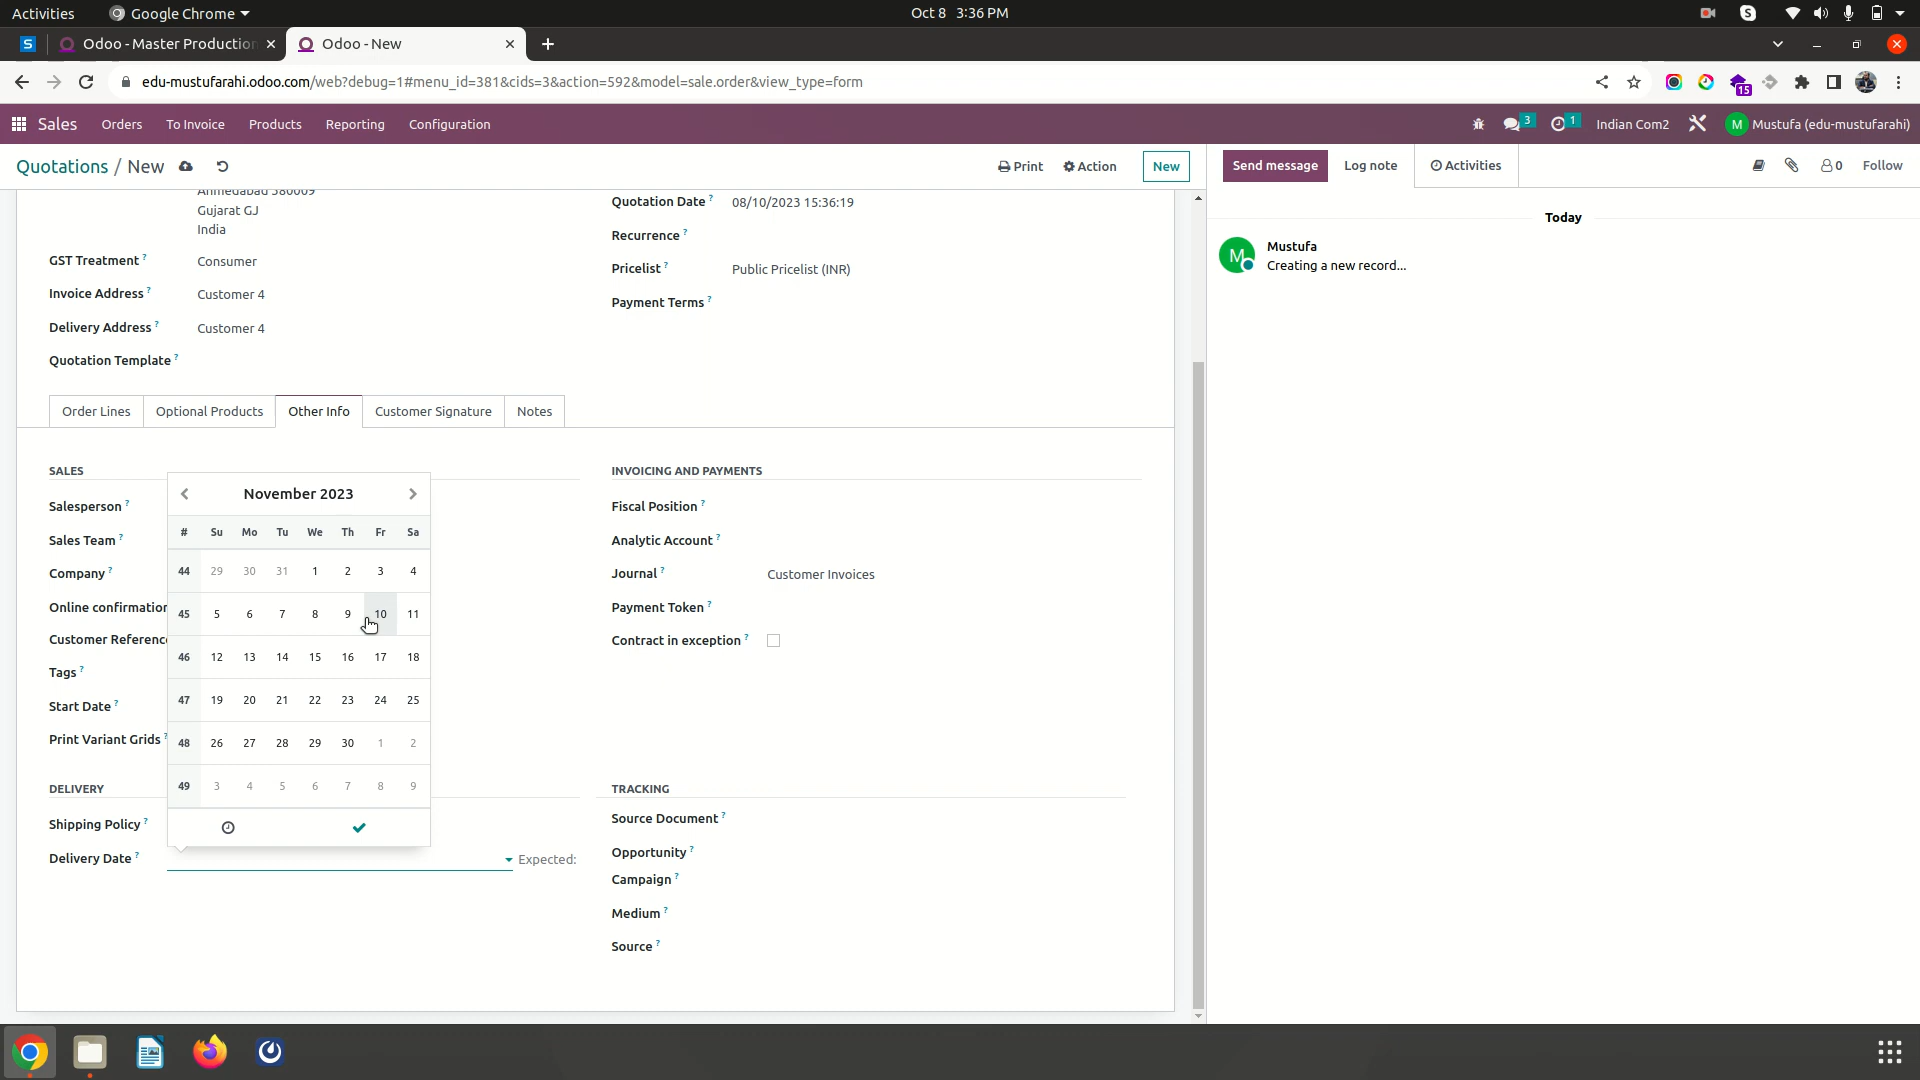 Activities Google Chrome Oct 8 3:36 PM
S Odoo - Master Production Odoo - New
edu-mustufarahi.odoo.com/web?debug=1#menu_id=381&cids=3&action=592&model=sale.order&view_type=form 15
Sales Orders To Invoice Products Reporting Configuration 3 1 Indian Com2 M Mustufa (edu-mustufarahi)
Quotations / New Print Action New Send message Log note Activities 0 Follow
Ahmedabad 380009
Gujarat GJ
India
Quotation Date ? 08/10/2023 15:36:19
Recurrence ?
GST Treatment ? Consumer
Pricelist ? Public Pricelist (INR)
Invoice Address ? Customer 4
Payment Terms ?
Delivery Address ? Customer 4
Quotation Template ?
Today
M Mustufa
Creating a new record...
Order Lines Optional Products Other Info Customer Signature Notes
SALES
Salesperson ?
Sales Team ?
Company ?
Online confirmation
Customer Reference
Tags ?
Start Date ?
Print Variant Grids ?
November 2023
# Su Mo Tu We Th Fr Sa
44 29 30 31 1 2 3 4
45 5 6 7 8 9 10 11
46 12 13 14 15 16 17 18
47 19 20 21 22 23 24 25
48 26 27 28 29 30 1 2
49 3 4 5 6 7 8 9
INVOICING AND PAYMENTS
Fiscal Position ?
Analytic Account ?
Journal ? Customer Invoices
Payment Token ?
Contract in exception ?
DELIVERY
Shipping Policy ?
Delivery Date ? Expected:
TRACKING
Source Document ?
Opportunity ?
Campaign ?
Medium ?
Source ?